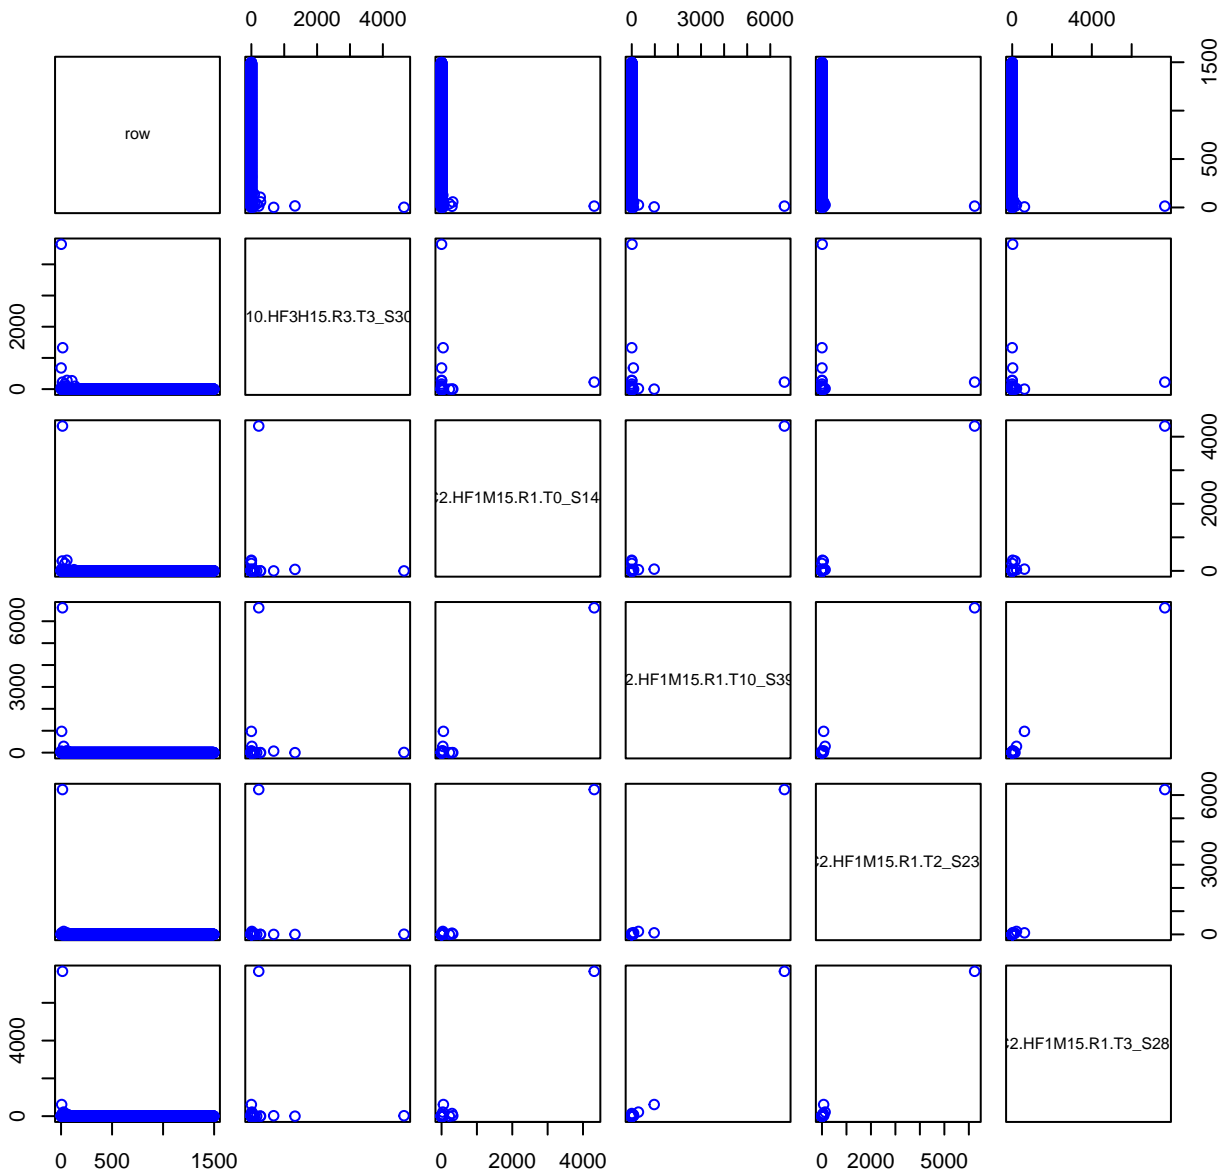 0 2000 4000 0 3000 6000 0 4000
row
0 500 1500
0 2000
10.HF3H15.R3.T3_S30
2.HF1M15.R1.T0_S14
0 2000 4000
0 3000 6000
2.HF1M15.R1.T10_S39
2.HF1M15.R1.T2_S23
0 3000 6000
0 4000
2.HF1M15.R1.T3_S28
0 500 1500 0 2000 4000 0 2000 5000